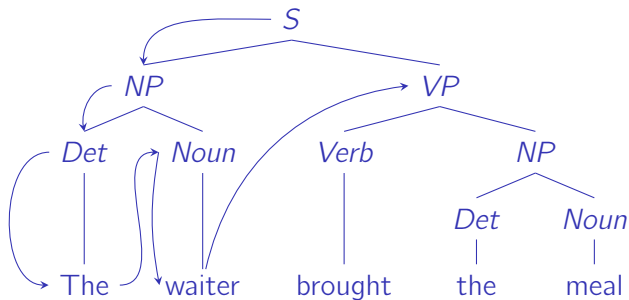 S
NP VP
Det Noun Verb NP
Det Noun
The waiter brought the meal